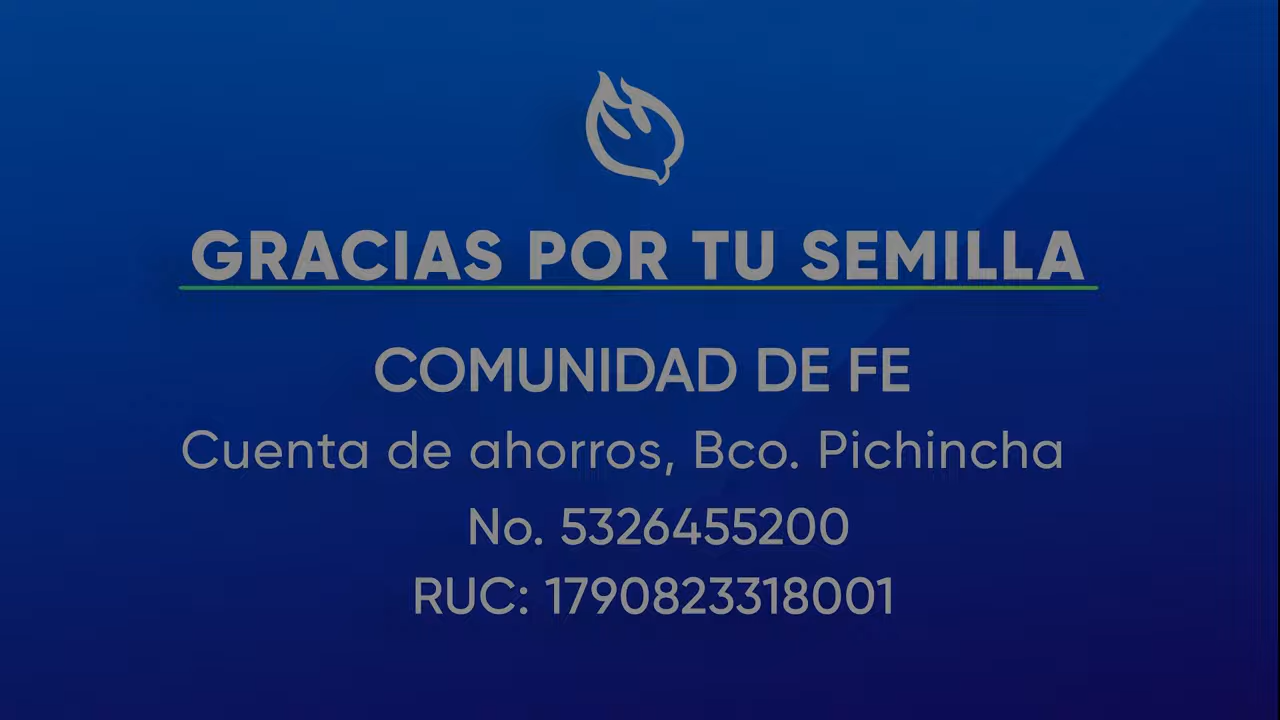 GRACIAS POR TU SEMILLA
COMUNIDAD DE FE
Cuenta de ahorros, Bco. Pichincha
No. 5326455200
RUC: 1790823318001